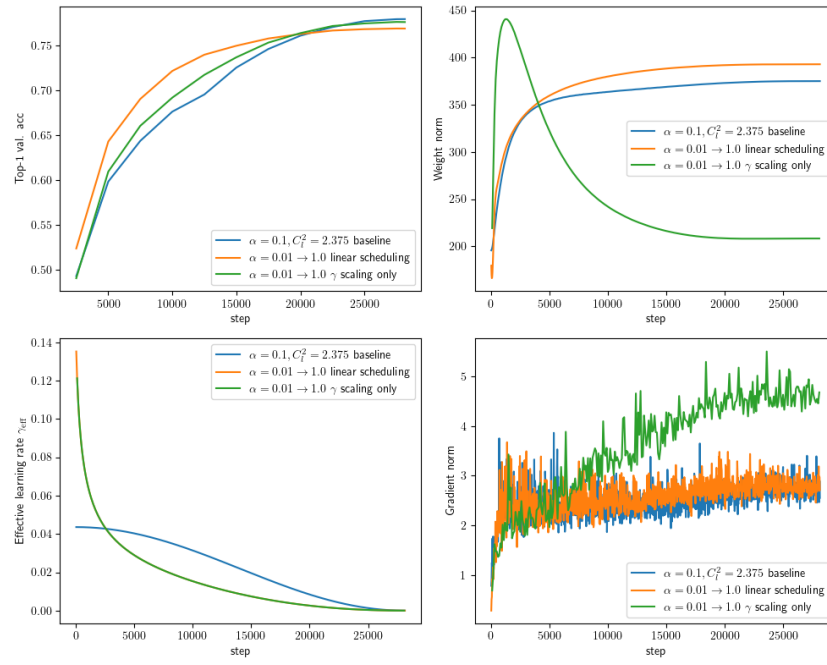 Top-1 val. acc
0.75
0.70
0.65
0.60
0.55
0.50
α = 0.1, C_l^2 = 2.375 baseline
α = 0.01 → 1.0 linear scheduling
α = 0.01 → 1.0 γ scaling only
5000 10000 15000 20000 25000
step
Weight norm
450
400
350
300
250
200
α = 0.1, C_l^2 = 2.375 baseline
α = 0.01 → 1.0 linear scheduling
α = 0.01 → 1.0 γ scaling only
0 5000 10000 15000 20000 25000
step
Effective learning rate γ_eff
0.14
0.12
0.10
0.08
0.06
0.04
0.02
0.00
α = 0.1, C_l^2 = 2.375 baseline
α = 0.01 → 1.0 linear scheduling
α = 0.01 → 1.0 γ scaling only
0 5000 10000 15000 20000 25000
step
Gradient norm
5
4
3
2
1
α = 0.1, C_l^2 = 2.375 baseline
α = 0.01 → 1.0 linear scheduling
α = 0.01 → 1.0 γ scaling only
0 5000 10000 15000 20000 25000
step